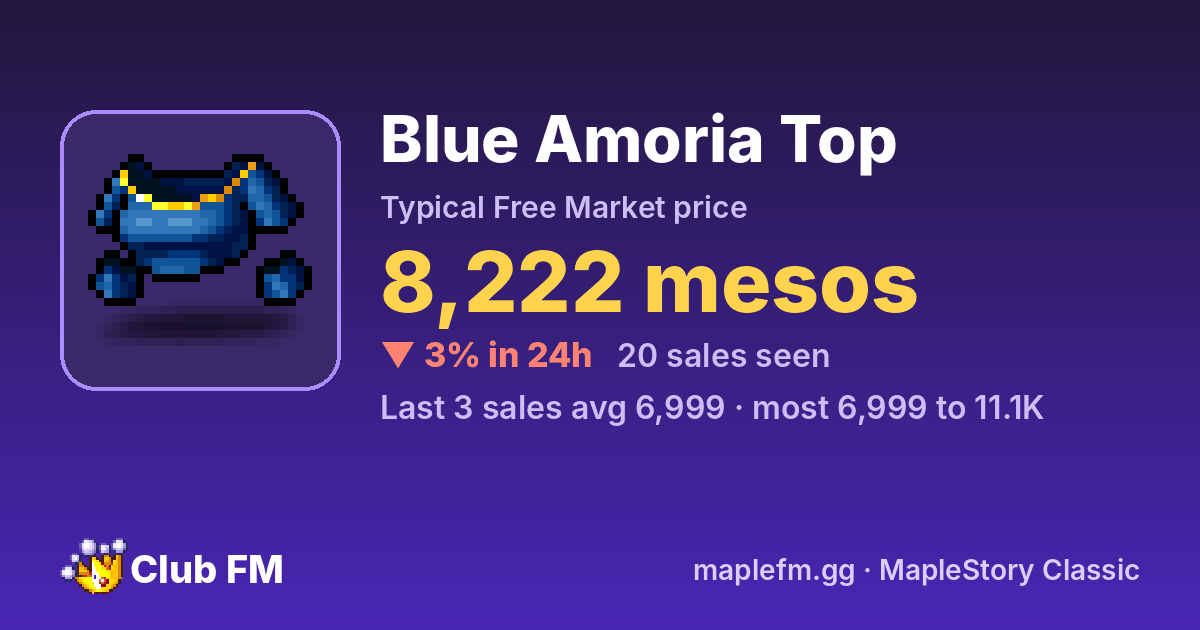 Blue Amoria Top
Typical Free Market price
8,222 mesos
▼ 3% in 24h 20 sales seen
Last 3 sales avg 6,999 · most 6,999 to 11.1K
Club FM
maplefm.gg · MapleStory Classic